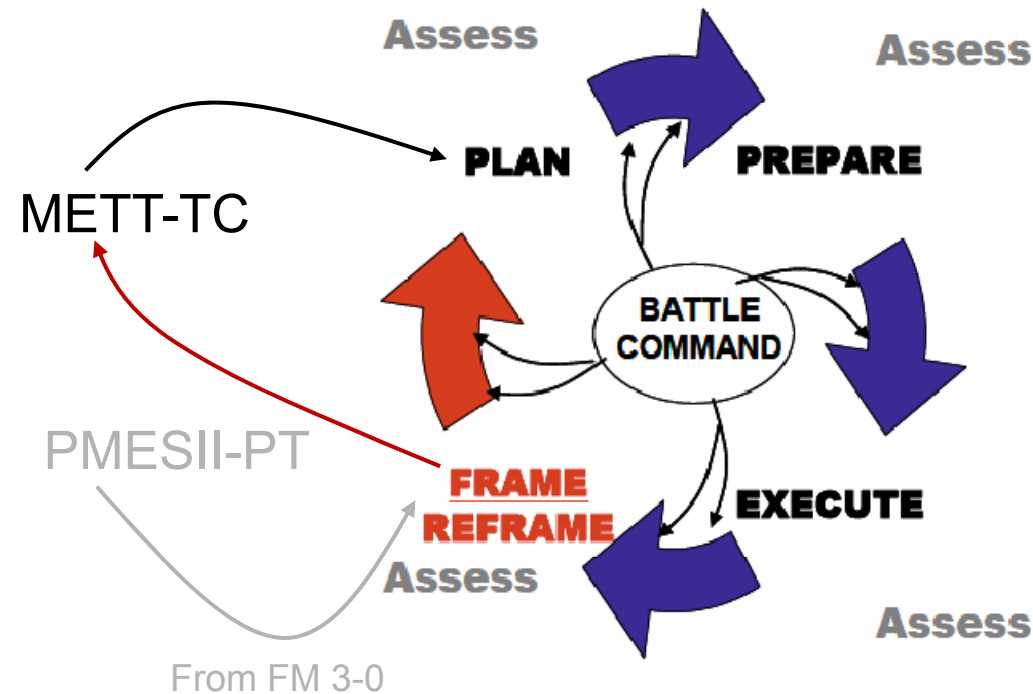 Assess
Assess
PLAN
PREPARE
METT-TC
BATTLE
COMMAND
PMESII-PT
FRAME
REFRAME
EXECUTE
Assess
Assess
From FM 3-0